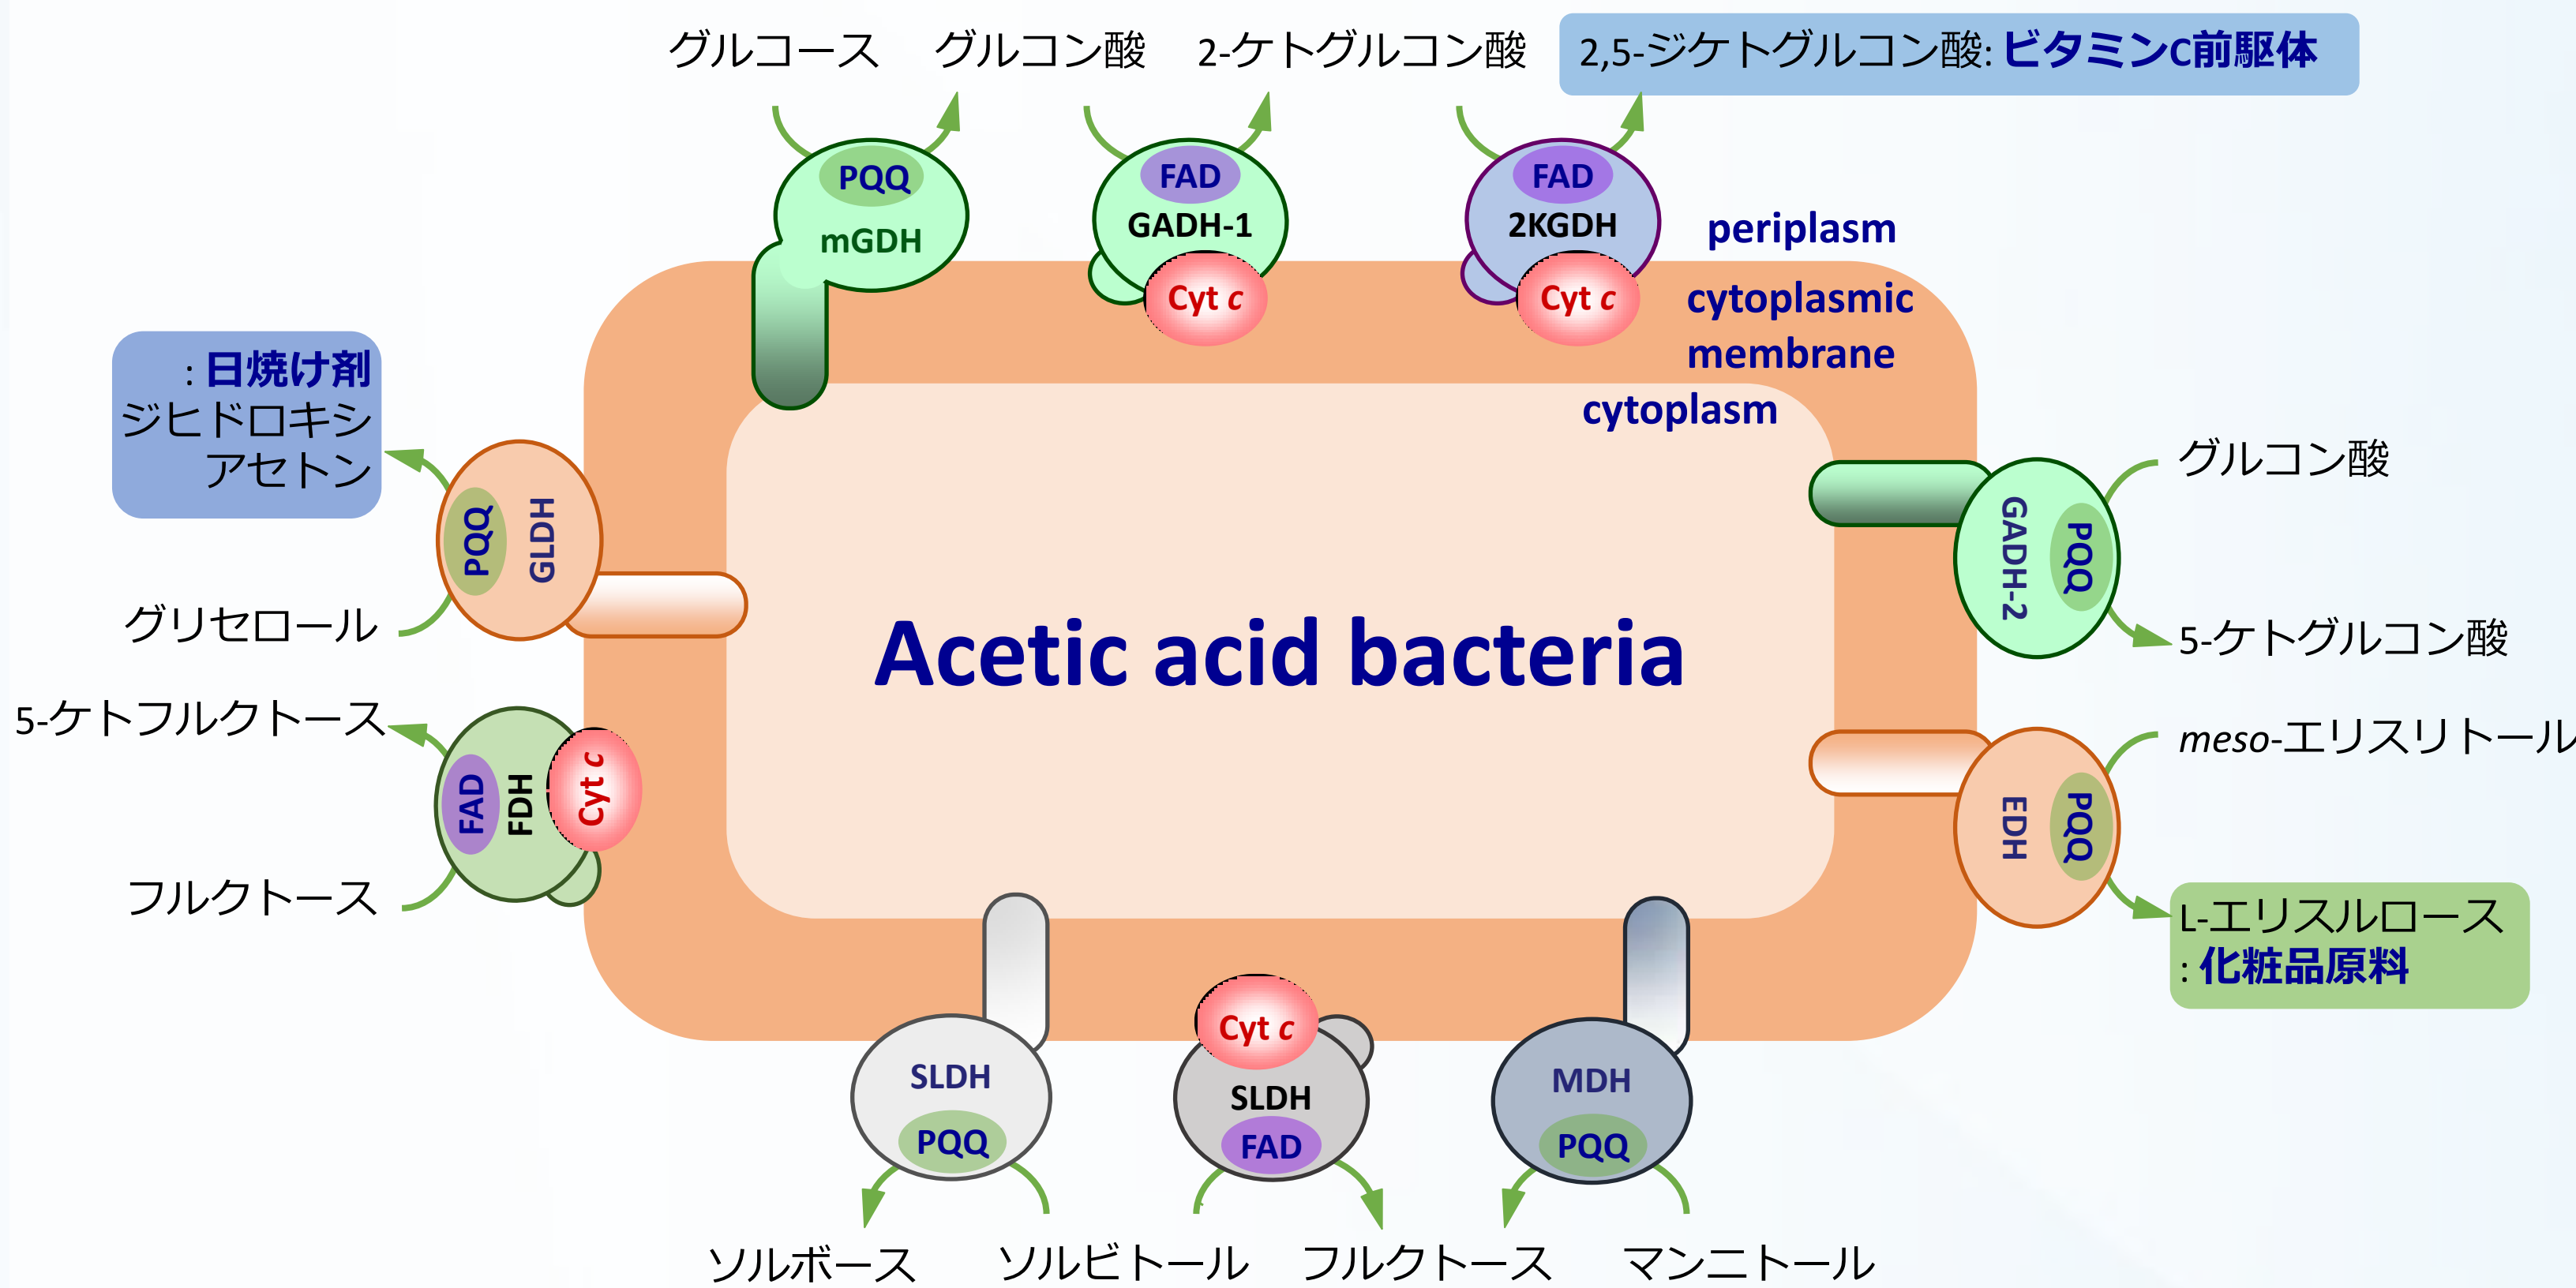 グルコース グルコン酸 2-ケトグルコン酸 2,5-ジケトグルコン酸: ビタミンC前駆体
PQQ
mGDH
FAD
GADH-1
Cyt c
FAD
2KGDH
Cyt c
periplasm
cytoplasmic
membrane
cytoplasm
: 日焼け剤
ジヒドロキシ
アセトン
PQQ
GLDH
グリセロール
5-ケトフルクトース
FAD
FDH
Cyt c
フルクトース
Acetic acid bacteria
グルコン酸
GADH-2
PQQ
5-ケトグルコン酸
meso-エリスリトール
EDH
PQQ
L-エリスルロース
: 化粧品原料
SLDH
PQQ
Cyt c
SLDH
FAD
MDH
PQQ
ソルボース ソルビトール フルクトース マンニトール